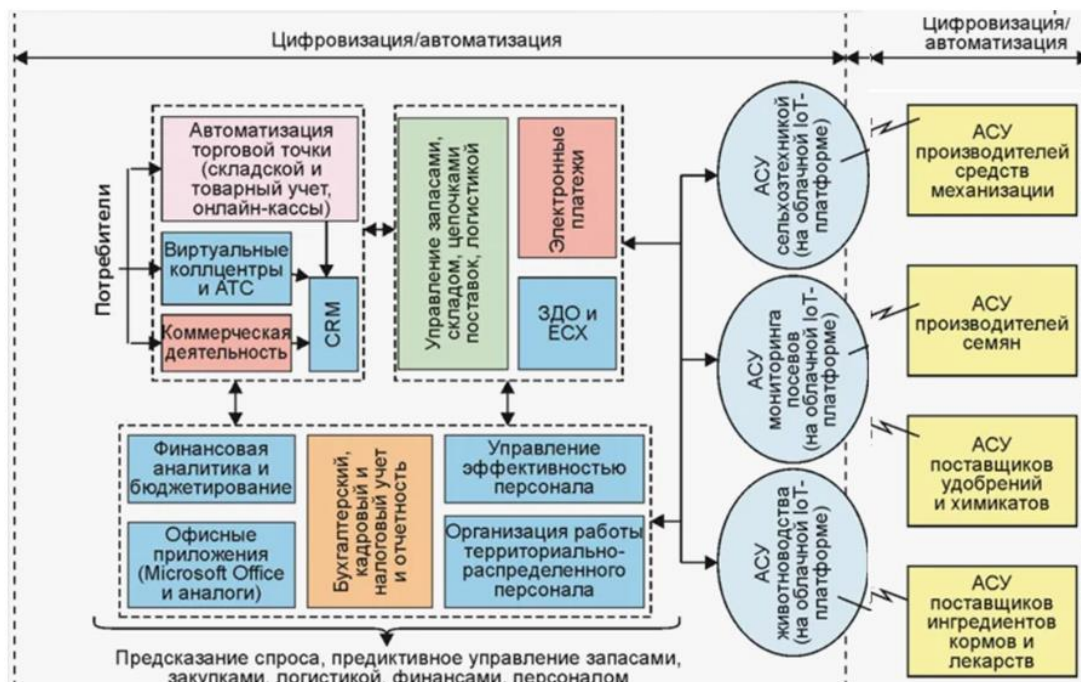 Цифровизация/автоматизация
Цифровизация/
автоматизация
Потребители
Автоматизация
торговой точки
(складской и
товарный учет,
онлайн-кассы)
Виртуальные
коллцентры
и АТС
Коммерческая
деятельность
CRM
Управление запасами,
складом, цепочками
поставок, логистикой
Электронные
платежи
ЗДО и
ЕСХ
Финансовая
аналитика и
бюджетирование
Офисные
приложения
(Microsoft Office
и аналоги)
Бухгалтерский,
кадровый и
налоговый учет
и отчетность
Управление
эффективностью
персонала
Организация работы
территориально-
распределенного
персонала
Предсказание спроса, предиктивное управление запасами,
закупками, логистикой, финансами, персоналом
АСУ
сельхозтехникой
(на облачной IoT-
платформе)
АСУ
мониторинга
посевов
(на облачной IoT-
платформе)
АСУ
животноводства
(на облачной IoT-
платформе)
АСУ
производителей
средств
механизации
АСУ
производителей
семян
АСУ
поставщиков
удобрений
и химикатов
АСУ
поставщиков
ингредиентов
кормов и
лекарств